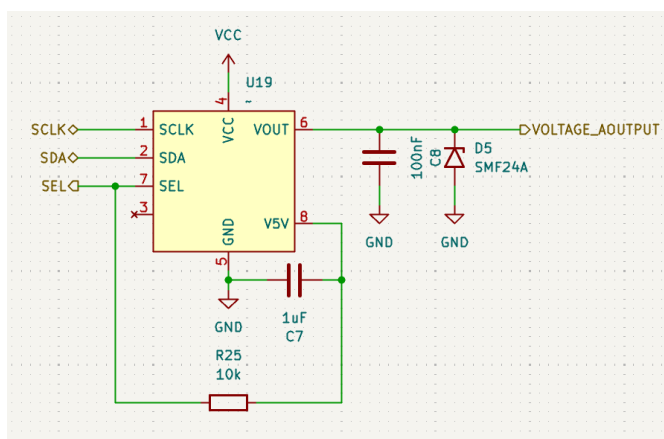 VCC
U19
~
4
SCLK 1 SCLK VCC VOUT 6 VOLTAGE_AOUTPUT
SDA 2 SDA
SEL 7 SEL
3
V5V 8
GND
5
100nF
C8
D5
SMF24A
GND
GND
GND
1uF
C7
R25
10k